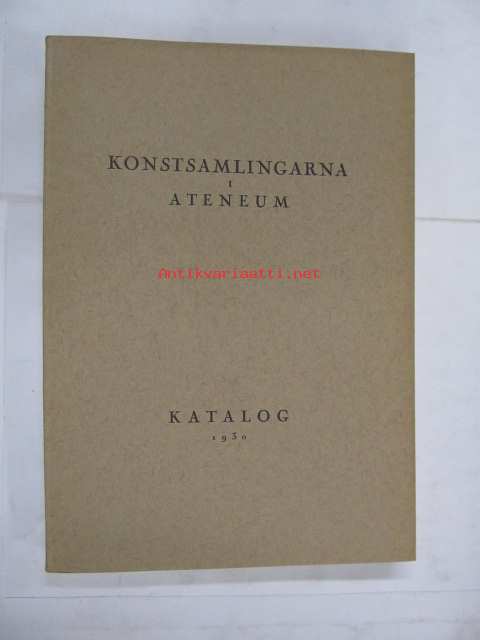 KONSTSAMLINGARNA
I
ATENEUM
Antikvariaatti.net
KATALOG
1930